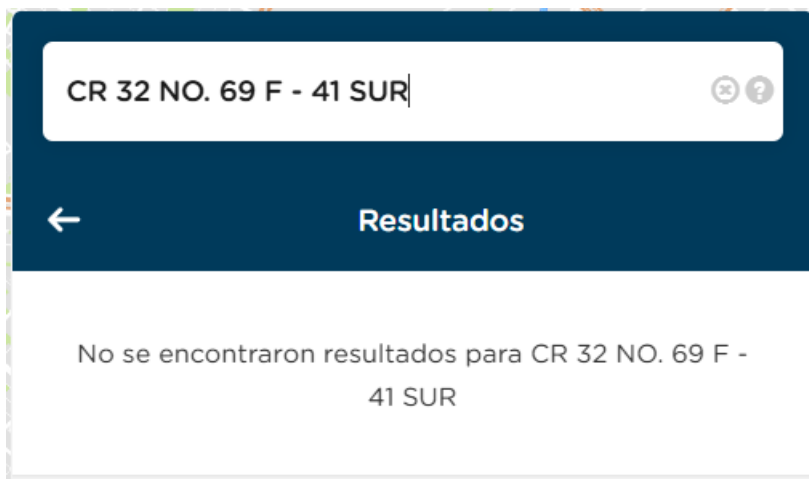 CR 32 NO. 69 F - 41 SUR
Resultados
No se encontraron resultados para CR 32 NO. 69 F -
41 SUR